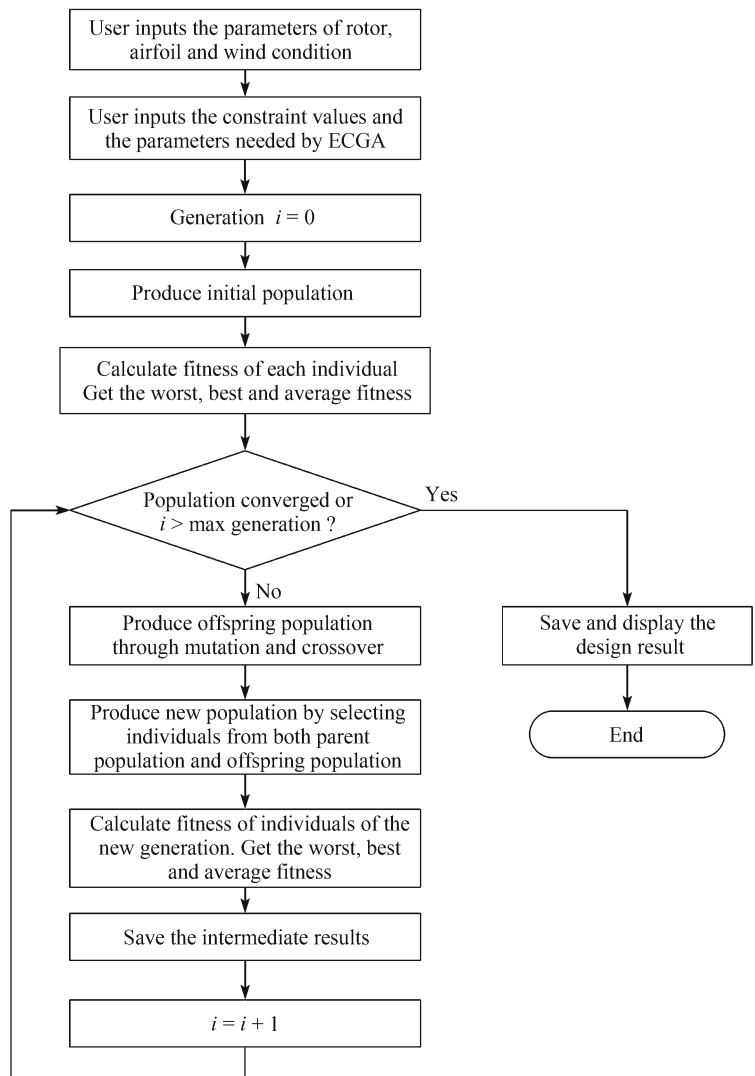 User inputs the parameters of rotor,
airfoil and wind condition
User inputs the constraint values and
the parameters needed by ECGA
Generation i = 0
Produce initial population
Calculate fitness of each individual
Get the worst, best and average fitness
Population converged or
i > max generation ?
Yes
No
Produce offspring population
through mutation and crossover
Save and display the
design result
Produce new population by selecting
individuals from both parent
population and offspring population
End
Calculate fitness of individuals of the
new generation. Get the worst, best
and average fitness
Save the intermediate results
i = i + 1